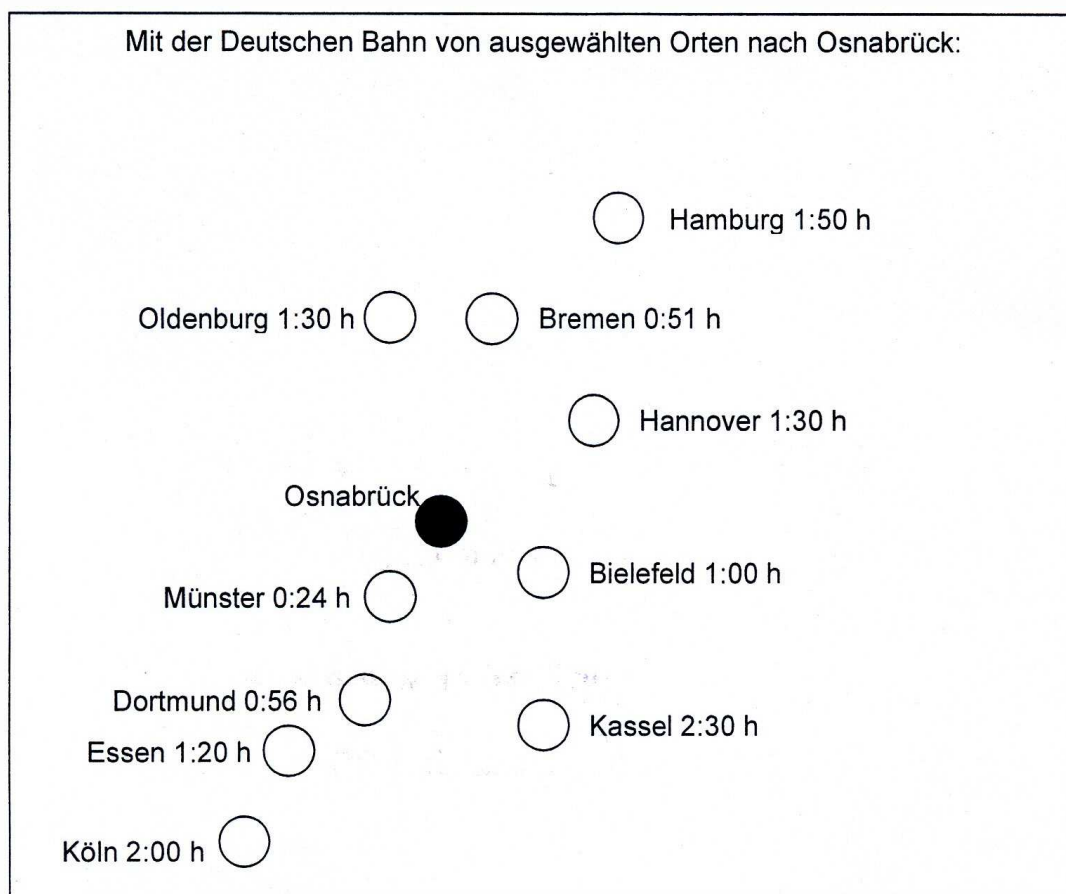 Mit der Deutschen Bahn von ausgewählten Orten nach Osnabrück:
Hamburg 1:50 h
Oldenburg 1:30 h
Bremen 0:51 h
Hannover 1:30 h
Osnabrück
Bielefeld 1:00 h
Münster 0:24 h
Dortmund 0:56 h
Kassel 2:30 h
Essen 1:20 h
Köln 2:00 h